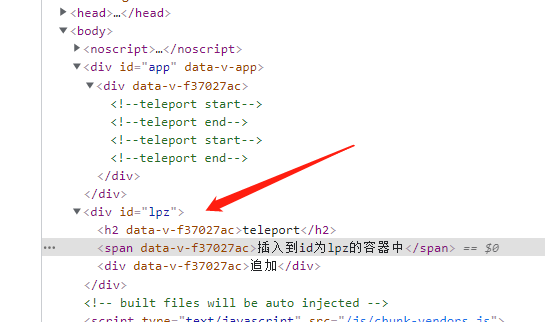 <head>…</head>
<body>
<noscript>…</noscript>
<div id="app" data-v-app>
<div data-v-f37027ac>
<!--teleport start-->
<!--teleport end-->
<!--teleport start-->
<!--teleport end-->
</div>
</div>
<div id="lpz">
<h2 data-v-f37027ac>teleport</h2>
<span data-v-f37027ac>插入到id为lpz的容器中</span> == $0
<div data-v-f37027ac>追加</div>
</div>
<!-- built files will be auto injected -->
<script type="text/javascript" src="/js/chunk-vendors.js">